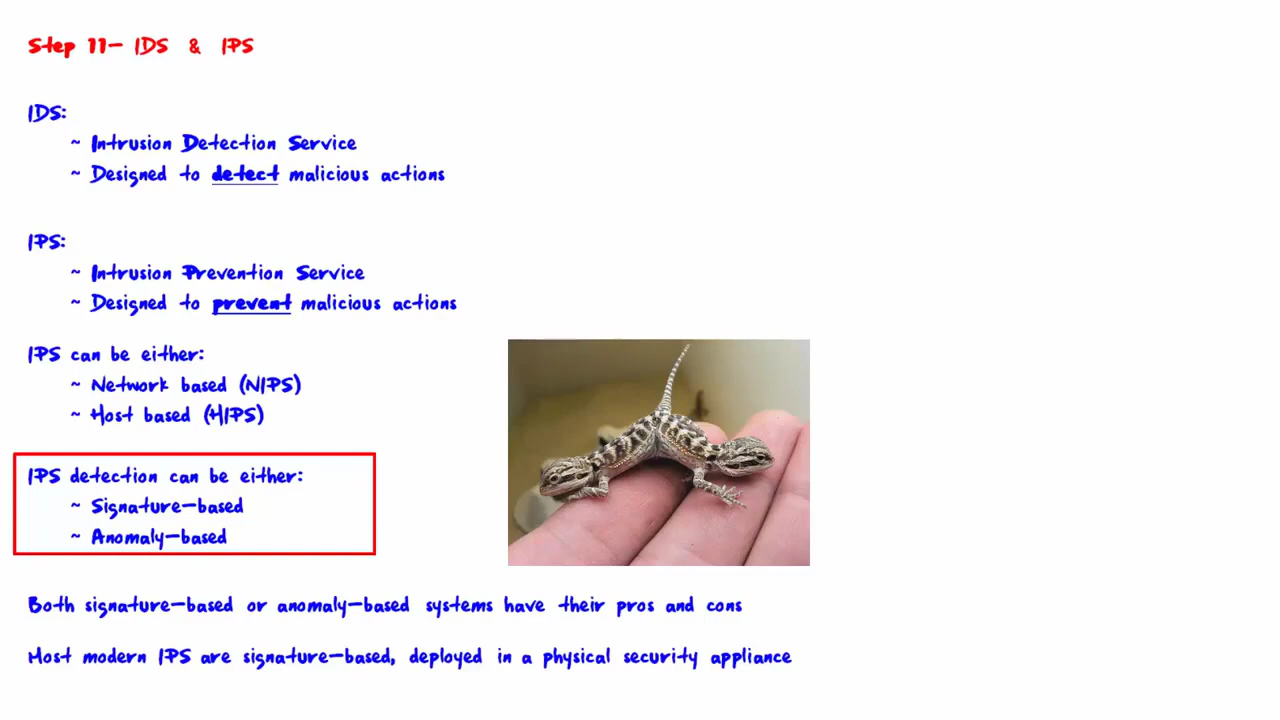 Step 11- IDS & IPS
IDS:
~ Intrusion Detection Service
~ Designed to detect malicious actions
IPS:
~ Intrusion Prevention Service
~ Designed to prevent malicious actions
IPS can be either:
~ Network based (NIPS)
~ Host based (HIPS)
IPS detection can be either:
~ Signature-based
~ Anomaly-based
Both signature-based or anomaly-based systems have their pros and cons
Most modern IPS are signature-based, deployed in a physical security appliance